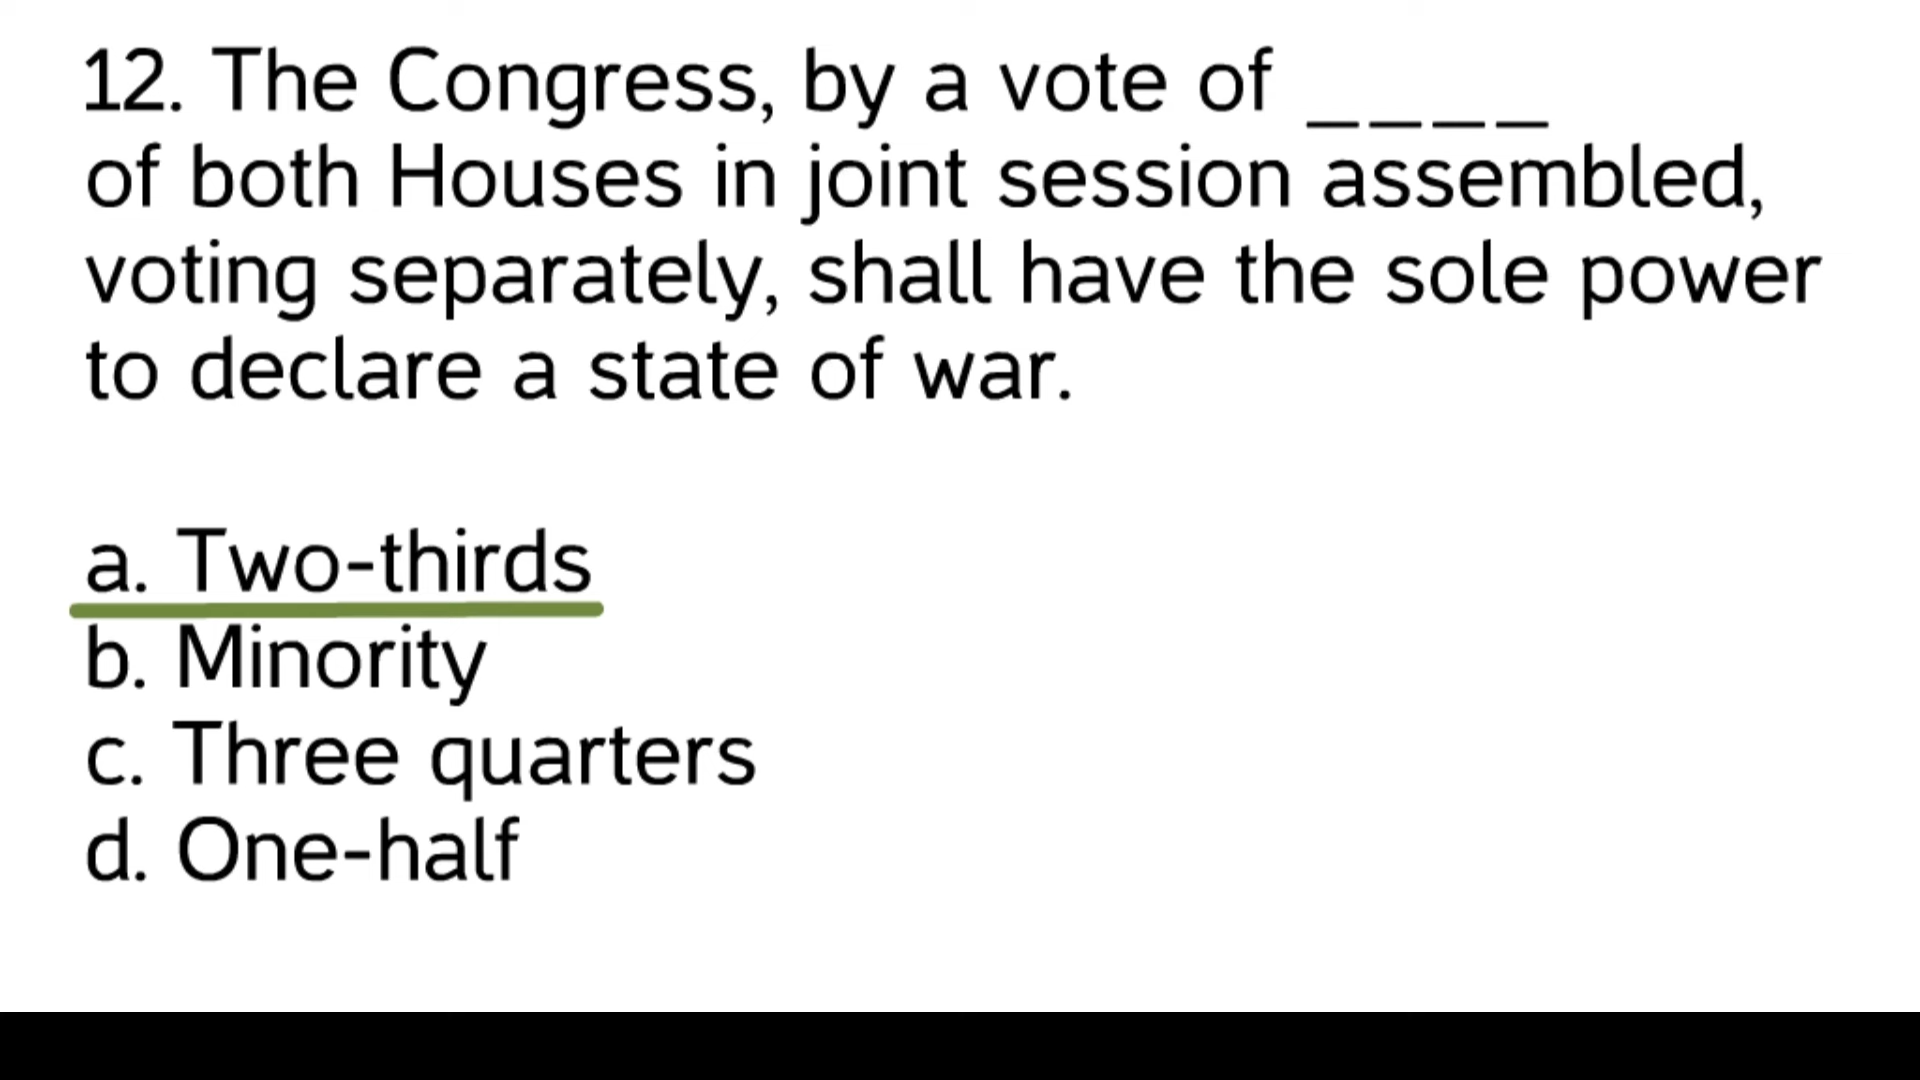 12. The Congress, by a vote of ____
of both Houses in joint session assembled,
voting separately, shall have the sole power
to declare a state of war.
a. Two-thirds
b. Minority
c. Three quarters
d. One-half